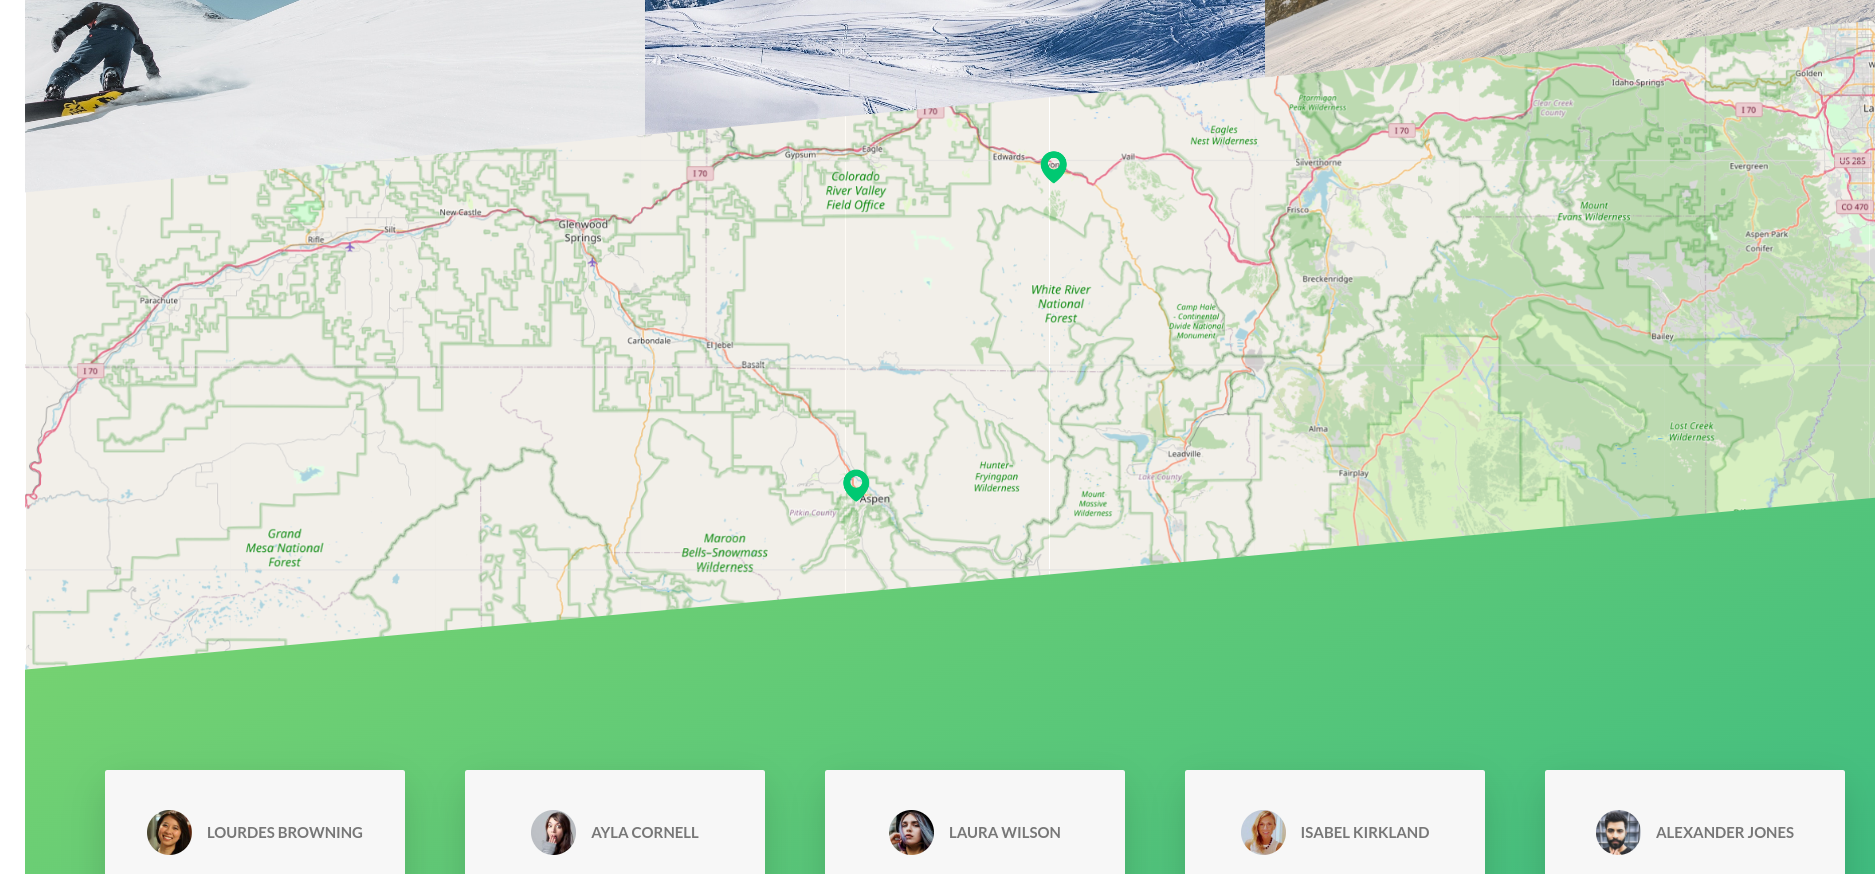 Golden
Idaho Springs
Ptarmigan
Peak Wilderness
Clear Creek
County
I 70
I 70
La
Eagles
Nest Wilderness
I 70
Gypsum
Eagle
Edwards
Vail
Silverthorne
Evergreen
US 285
I 70
Colorado
River Valley
Field Office
New Castle
Frisco
Mount
Evans Wilderness
CO 470
Glenwood
Springs
Silt
Rifle
Aspen Park
Conifer
Breckenridge
Parachute
White River
National
Forest
Camp Hale
- Continental
Divide National
Monument
Carbondale
El Jebel
Bailey
Basalt
I 70
Alma
Lost Creek
Wilderness
Leadville
Hunter-
Fryingpan
Wilderness
Lake County
Fairplay
Aspen
Pitkin County
Mount
Massive
Wilderness
Grand
Mesa National
Forest
Maroon
Bells–Snowmass
Wilderness
LOURDES BROWNING
AYLA CORNELL
LAURA WILSON
ISABEL KIRKLAND
ALEXANDER JONES